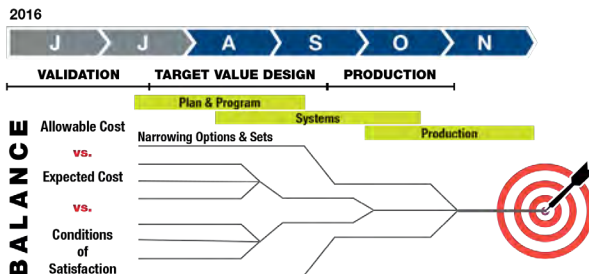 2016
J J A S O N
VALIDATION TARGET VALUE DESIGN PRODUCTION
Plan & Program
Systems
Production
BALANCE
Allowable Cost
vs.
Expected Cost
vs.
Conditions
of
Satisfaction
Narrowing Options & Sets